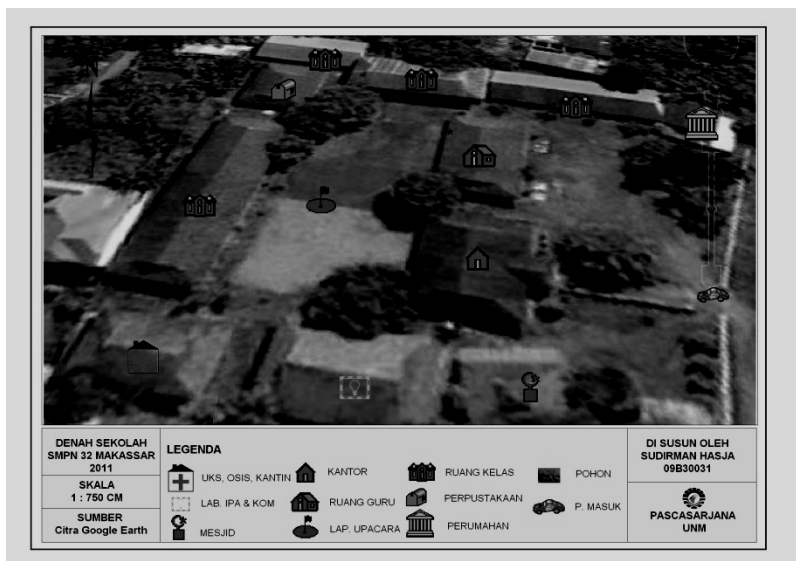 N
DENAH SEKOLAH
SMPN 32 MAKASSAR
2011
SKALA
1 : 750 CM
SUMBER
Citra Google Earth
LEGENDA
UKS, OSIS, KANTIN
LAB. IPA & KOM
MESJID
KANTOR
RUANG GURU
LAP. UPACARA
RUANG KELAS
PERPUSTAKAAN
PERUMAHAN
POHON
P. MASUK
DI SUSUN OLEH
SUDIRMAN HASJA
09B30031
PASCASARJANA
UNM